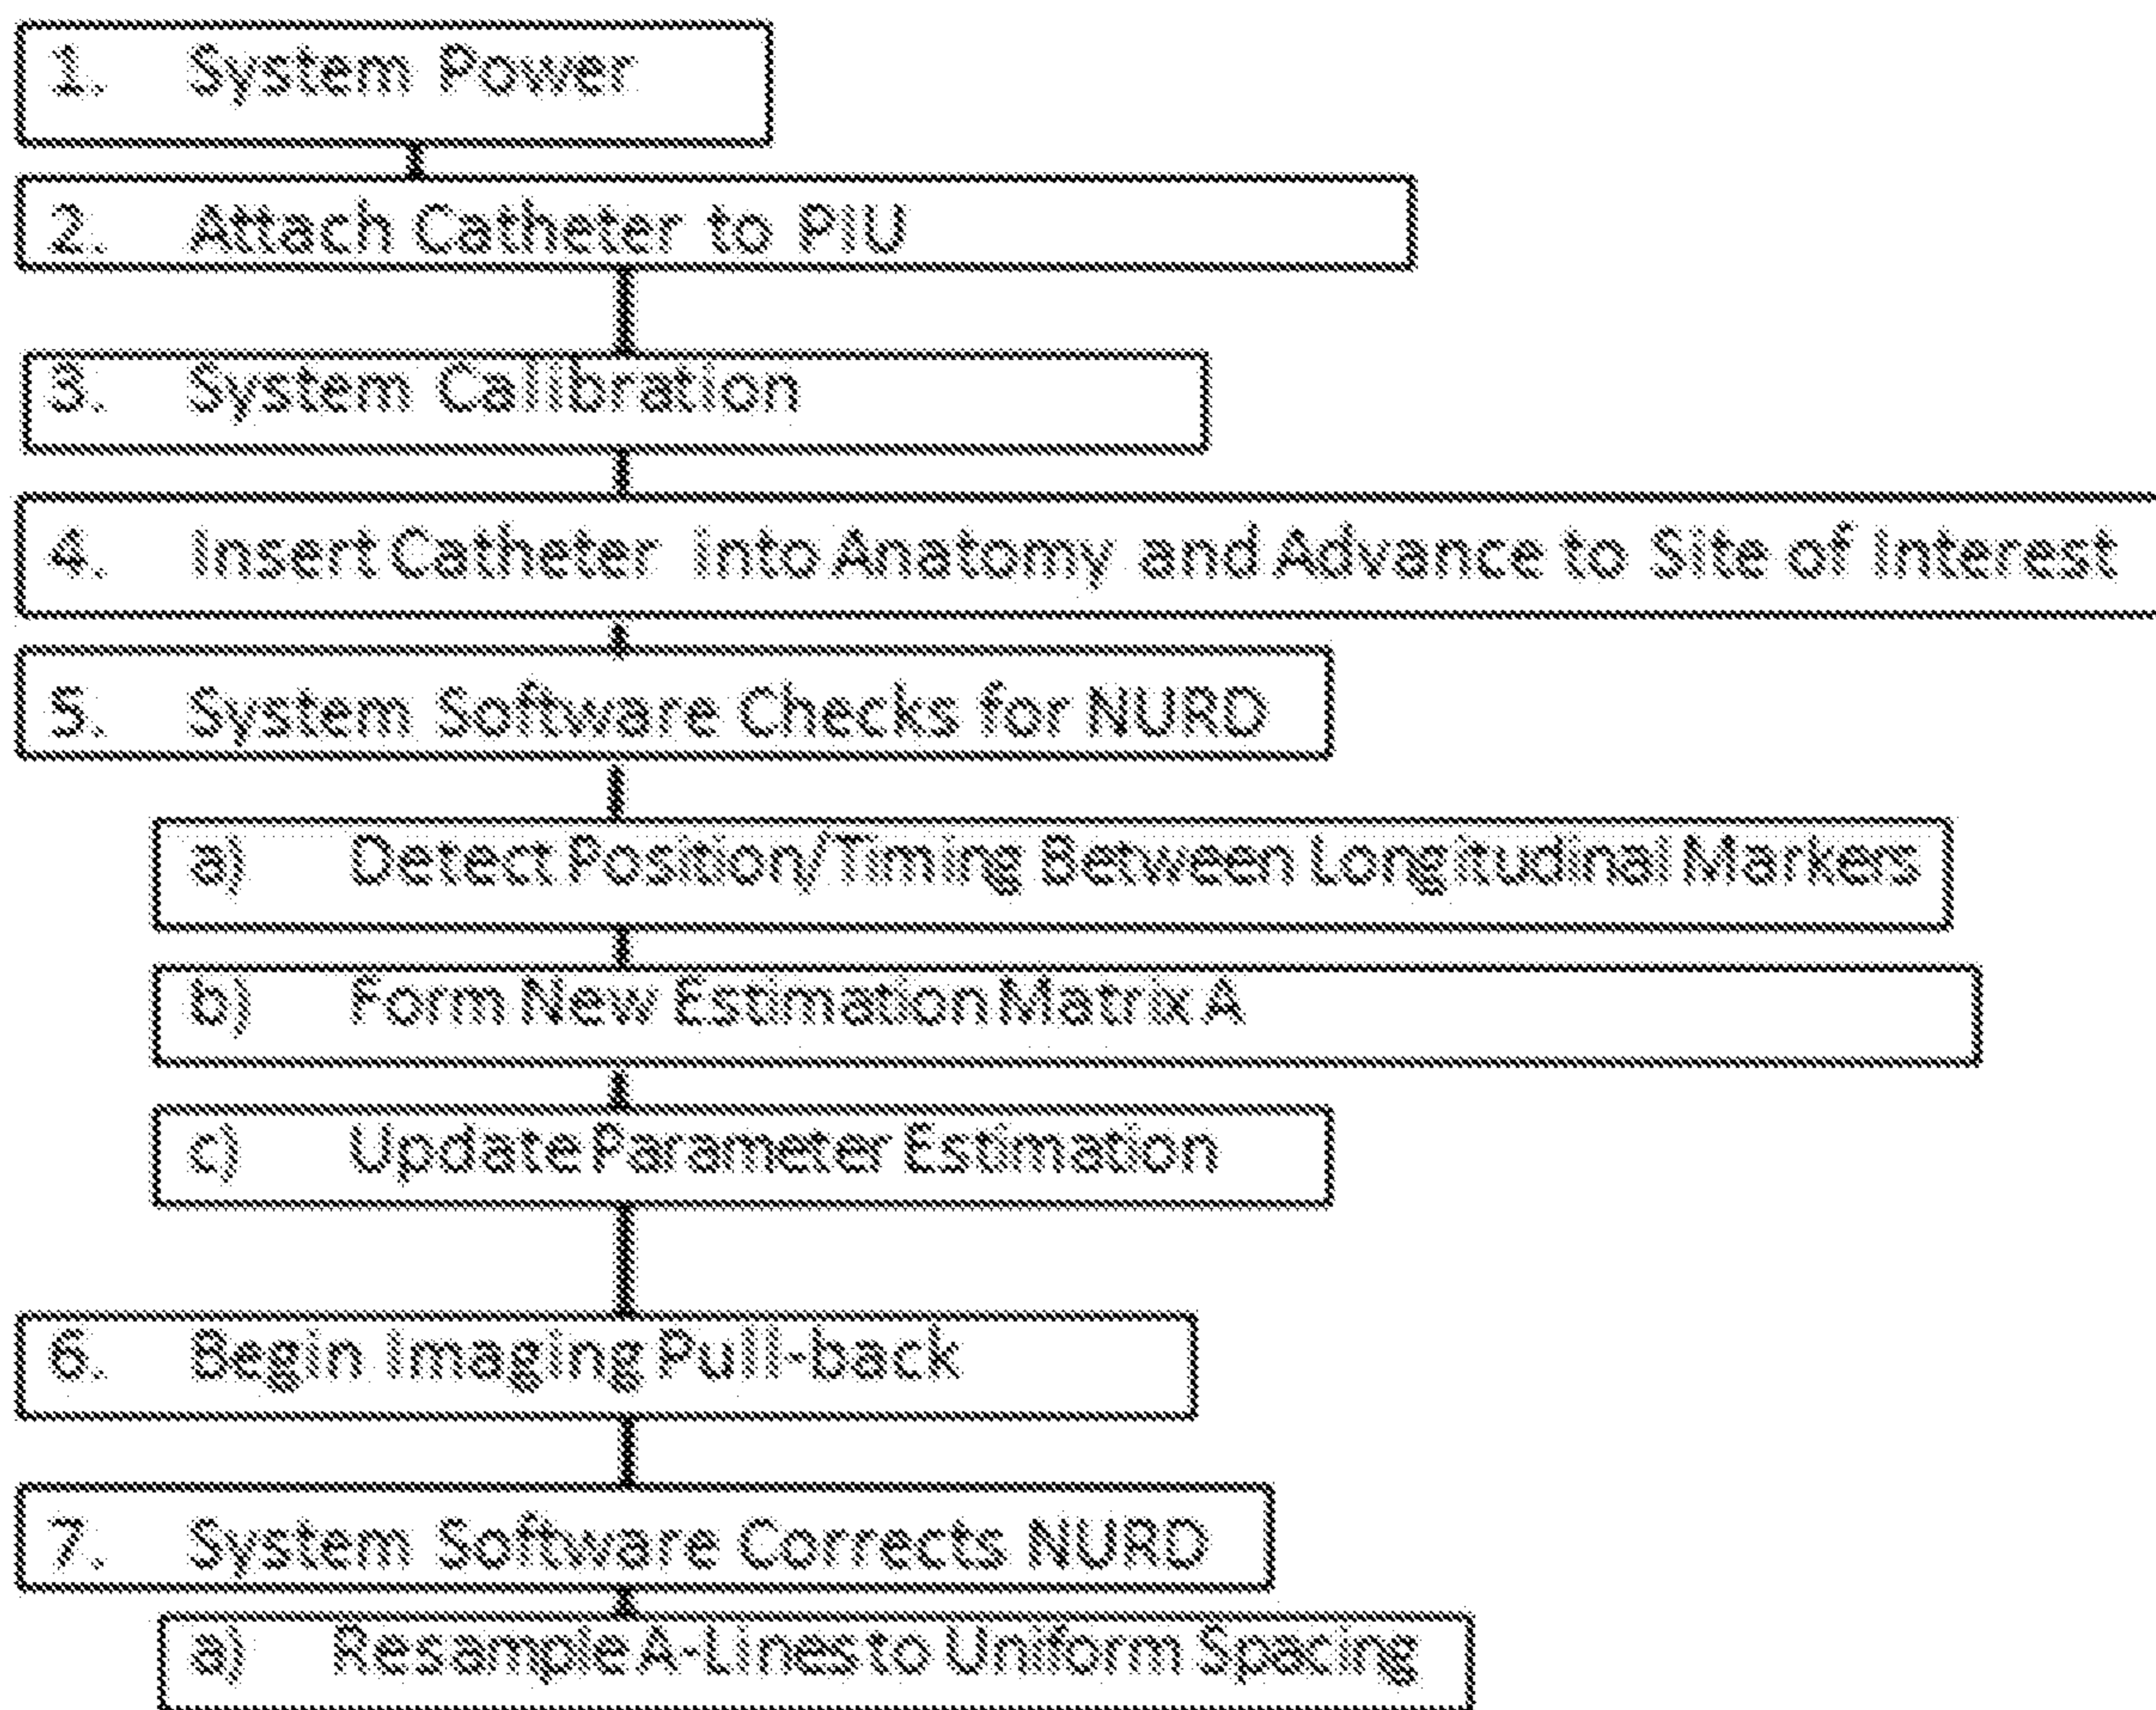 1. System Power
2. Attach Catheter to PIU
3. System Calibration
4. Insert Catheter into Anatomy and Advance to Site of Interest
5. System Software Checks for NURD
a) Detect Position/Timing Between Longitudinal Markers
b) Form New Estimation Matrix A
c) Update Parameter Estimation
6. Begin Imaging Pull-back
7. System Software Corrects NURD
a) Resample A-Lines to Uniform Spacing